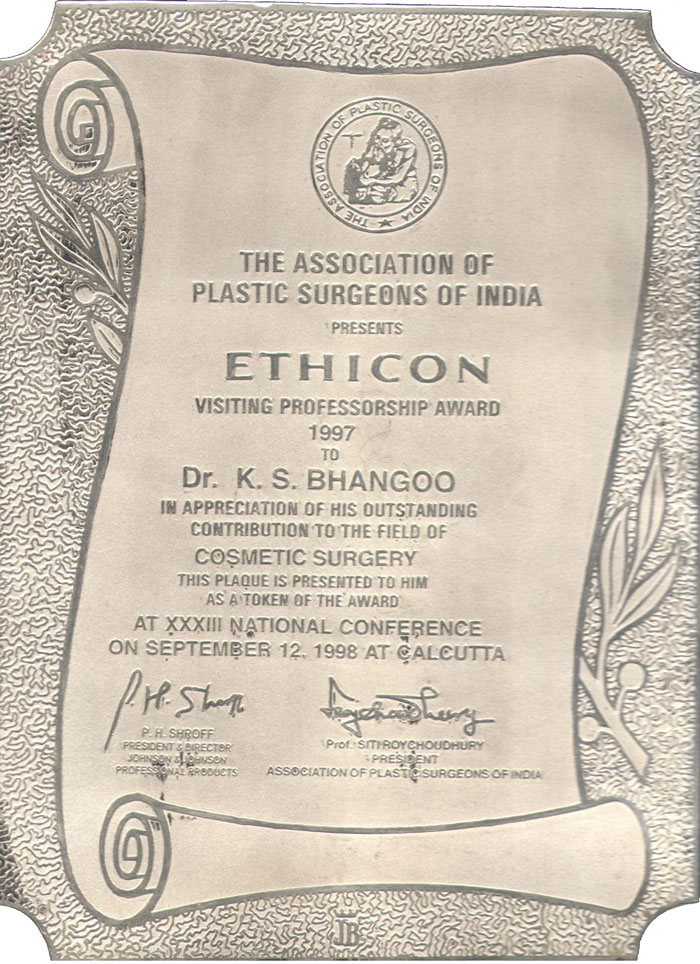 THE ASSOCIATION OF PLASTIC SURGEONS OF INDIA
THE ASSOCIATION OF
PLASTIC SURGEONS OF INDIA
PRESENTS
ETHICON
VISITING PROFESSORSHIP AWARD
1997
TO
Dr. K. S. BHANGOO
IN APPRECIATION OF HIS OUTSTANDING
CONTRIBUTION TO THE FIELD OF
COSMETIC SURGERY
THIS PLAQUE IS PRESENTED TO HIM
AS A TOKEN OF THE AWARD
AT XXXIII NATIONAL CONFERENCE
ON SEPTEMBER 12, 1998 AT CALCUTTA
P. H. Shroff
P. H. SHROFF
PRESIDENT & DIRECTOR
JOHNSON & JOHNSON
PROFESSIONAL PRODUCTS
Prof. SITHROYCHOUDHURY
PRESIDENT
ASSOCIATION OF PLASTIC SURGEONS OF INDIA
JB